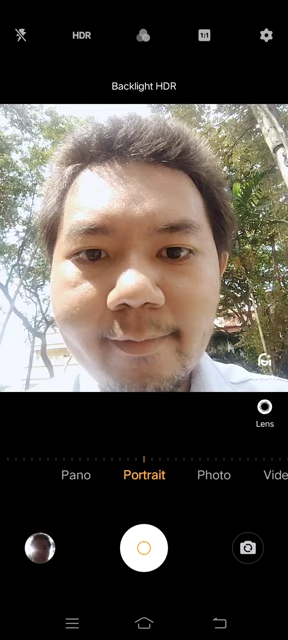 HDR
1:1
Backlight HDR
Lens
Pano
Portrait
Photo
Vide